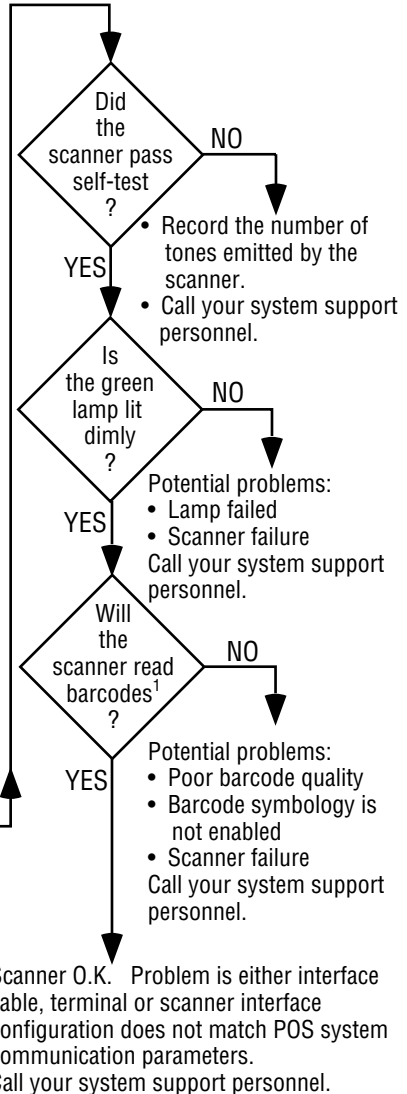 Did
the
scanner pass
self-test
?
NO
• Record the number of
tones emitted by the
scanner.
• Call your system support
personnel.
YES
Is
the green
lamp lit
dimly
?
NO
Potential problems:
• Lamp failed
• Scanner failure
Call your system support
personnel.
YES
Will
the
scanner read
barcodes¹
?
NO
Potential problems:
• Poor barcode quality
• Barcode symbology is
not enabled
• Scanner failure
Call your system support
personnel.
YES
Scanner O.K. Problem is either interface
able, terminal or scanner interface
onfiguration does not match POS system
ommunication parameters.
Call your system support personnel.